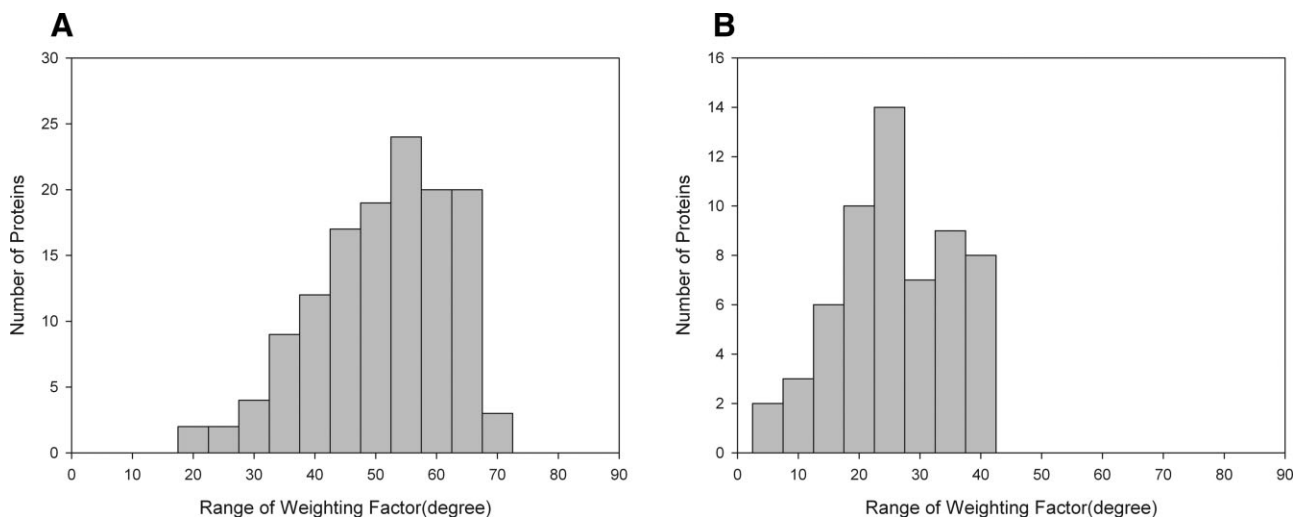 A
30
25
20
15
10
5
0
Number of Proteins
0 10 20 30 40 50 60 70 80 90
Range of Weighting Factor(degree)
B
16
14
12
10
8
6
4
2
0
Number of Proteins
0 10 20 30 40 50 60 70 80 90
Range of Weighting Factor(degree)